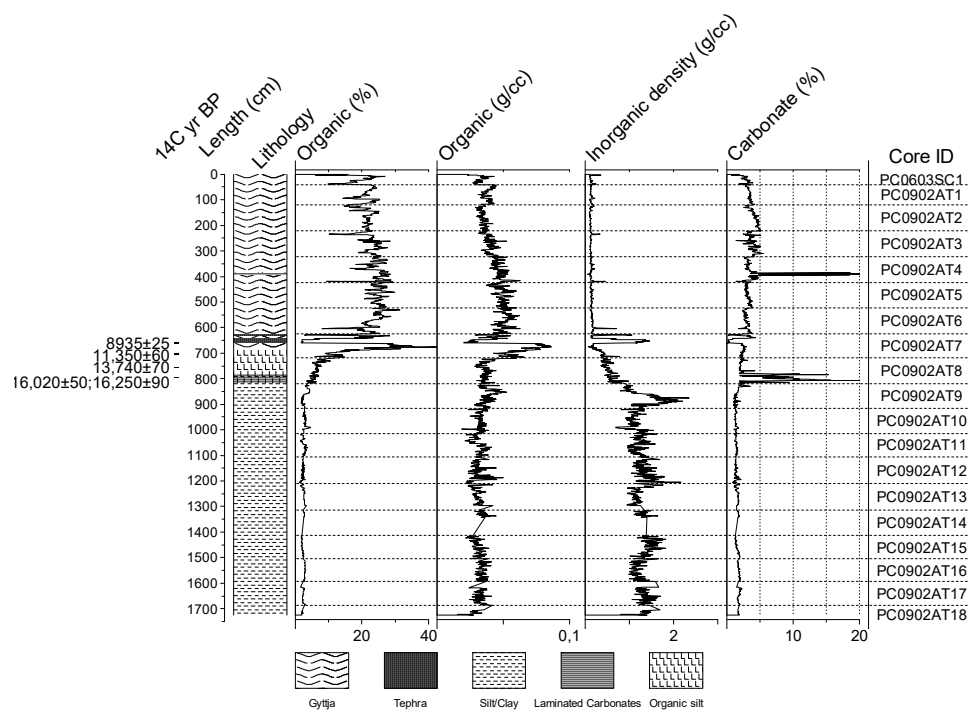 14C yr BP
Length (cm)
Lithology
Organic (%)
Organic (g/cc)
Inorganic density (g/cc)
Carbonate (%)
Core ID
0
PC0603SC1
PC0902AT1
100
PC0902AT2
200
PC0902AT3
300
PC0902AT4
400
PC0902AT5
500
PC0902AT6
600
8935±25
PC0902AT7
11,350±60
700
13,740±70
PC0902AT8
16,020±50;16,250±90
800
PC0902AT9
900
PC0902AT10
1000
PC0902AT11
1100
PC0902AT12
1200
PC0902AT13
1300
PC0902AT14
1400
PC0902AT15
1500
PC0902AT16
1600
PC0902AT17
1700
PC0902AT18
20 40 0,1 2 10 20
Gyttja Tephra Silt/Clay Laminated Carbonates Organic silt